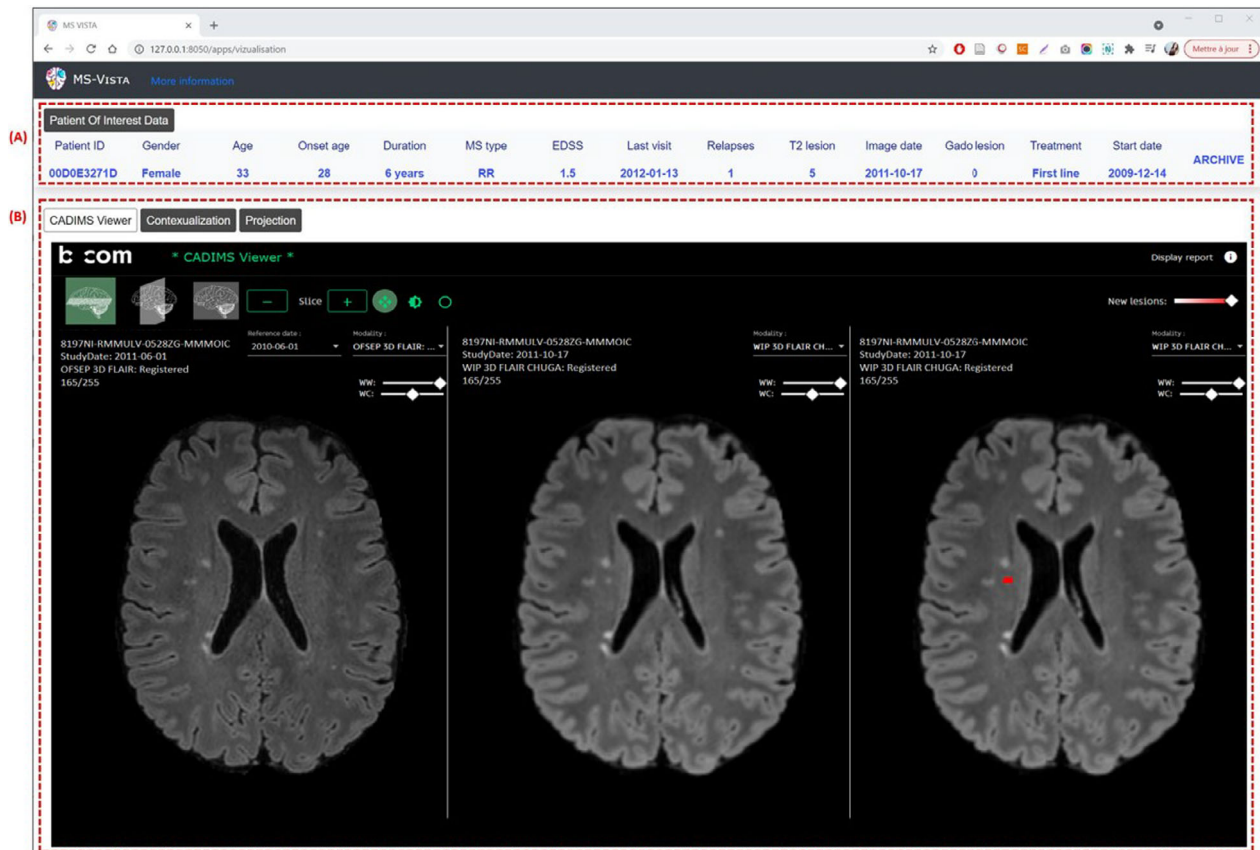 MS VISTA
127.0.0.1:8050/apps/vizualisation
Mettre à jour
MS-VISTA More information
(A)
Patient Of Interest Data
Patient ID Gender Age Onset age Duration MS type EDSS Last visit Relapses T2 lesion Image date Gado lesion Treatment Start date
00D0E3271D Female 33 28 6 years RR 1.5 2012-01-13 1 5 2011-10-17 0 First line 2009-12-14 ARCHIVE
(B)
CADIMS Viewer Contexualization Projection
b com * CADIMS Viewer * Display report i
− Slice + New lesions:
8197NI-RMMULV-0528ZG-MMMOIC
StudyDate: 2011-06-01
OFSEP 3D FLAIR: Registered
165/255
Reference date :
2010-06-01
Modality :
OFSEP 3D FLAIR: ...
WW:
WC:
8197NI-RMMULV-0528ZG-MMMOIC
StudyDate: 2011-10-17
WIP 3D FLAIR CHUGA: Registered
165/255
Modality :
WIP 3D FLAIR CH...
WW:
WC:
8197NI-RMMULV-0528ZG-MMMOIC
StudyDate: 2011-10-17
WIP 3D FLAIR CHUGA: Registered
165/255
Modality :
WIP 3D FLAIR CH...
WW:
WC: